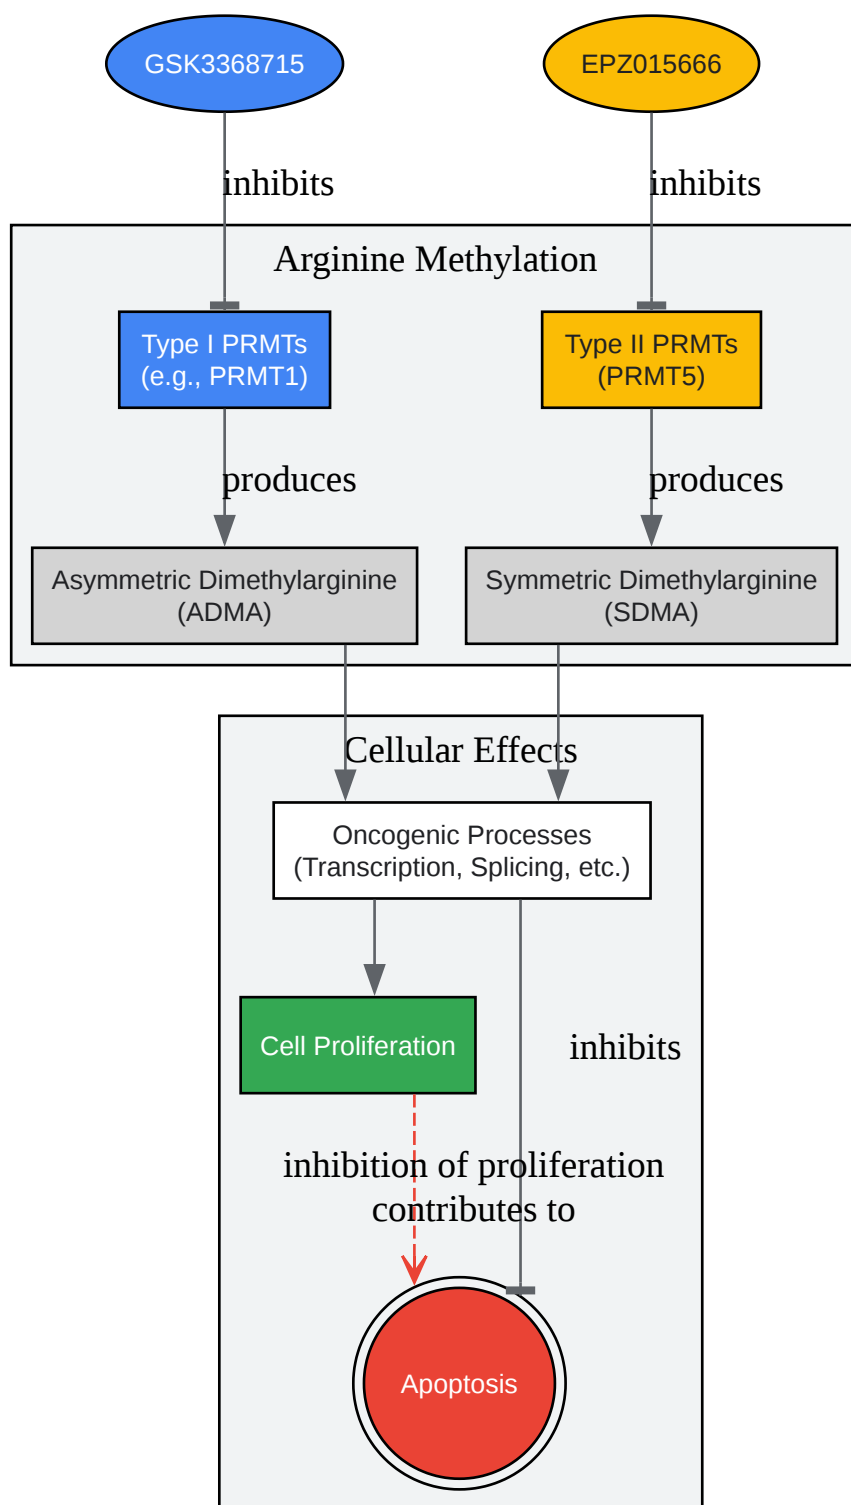 GSK3368715
EPZ015666
inhibits
inhibits
Arginine Methylation
Type I PRMTs
(e.g., PRMT1)
Type II PRMTs
(PRMT5)
produces
produces
Asymmetric Dimethylarginine
(ADMA)
Symmetric Dimethylarginine
(SDMA)
Cellular Effects
Oncogenic Processes
(Transcription, Splicing, etc.)
Cell Proliferation
inhibits
inhibition of proliferation
contributes to
Apoptosis